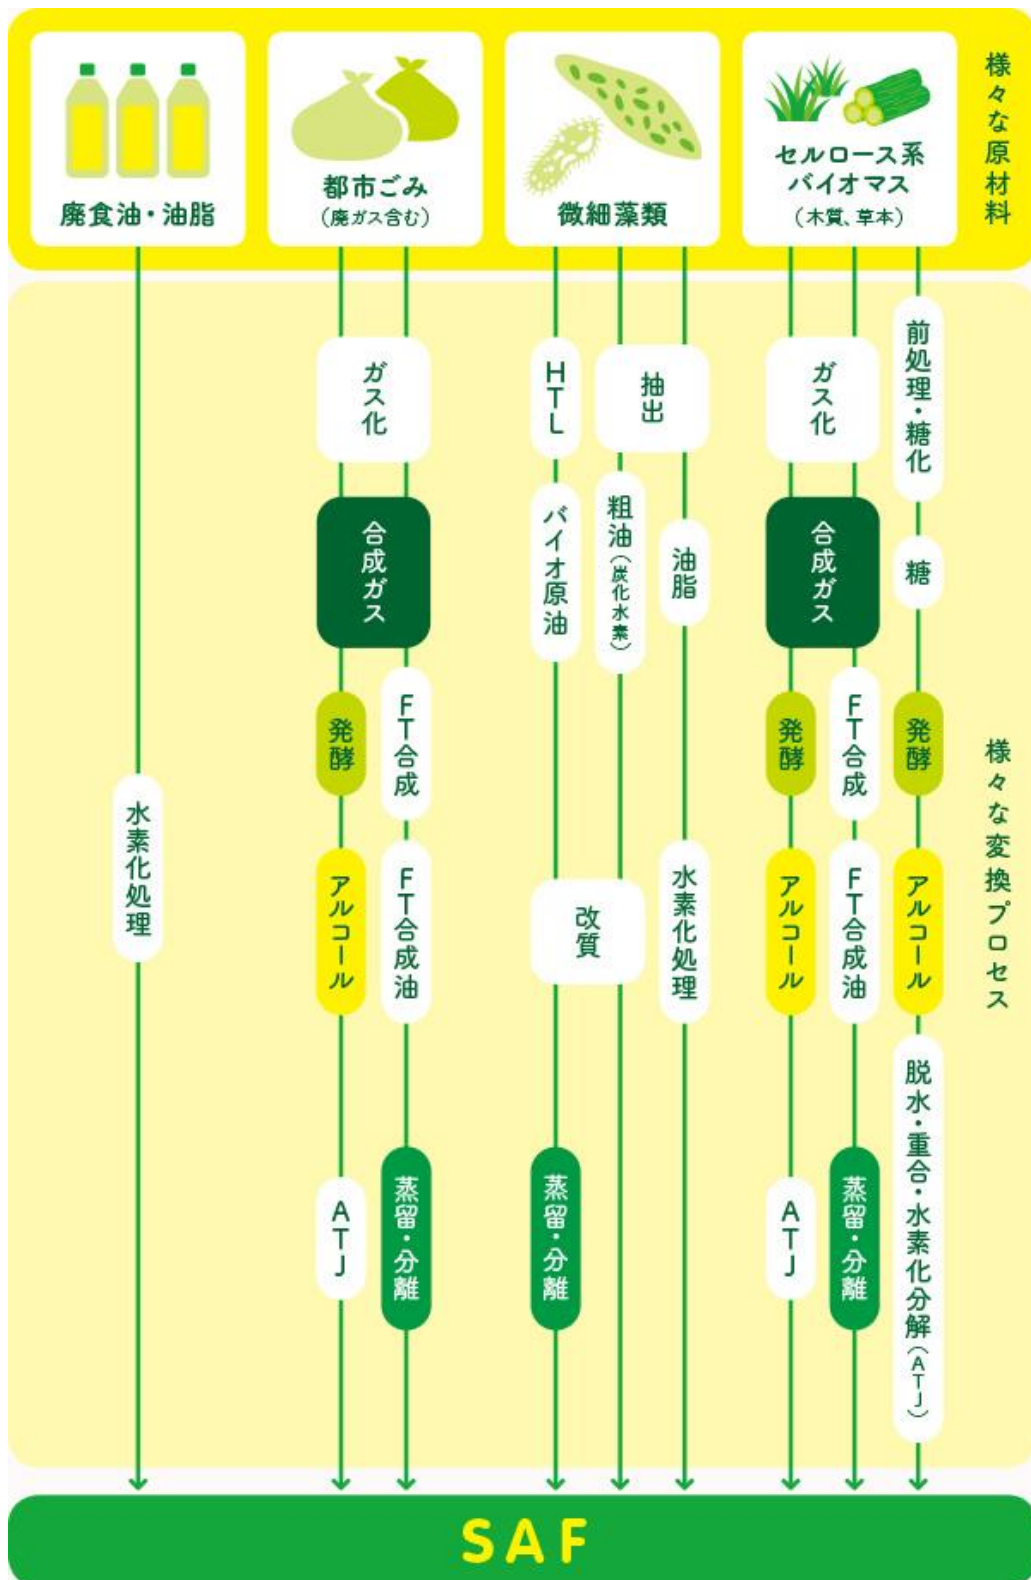 様々な原材料
廃食油・油脂
都市ごみ
（廃ガス含む）
微細藻類
セルロース系
バイオマス
（木質、草本）
様々な変換プロセス
水素化処理
ガス化
合成ガス
発酵
アルコール
ATJ
FT合成
FT合成油
蒸留・分離
HTL
バイオ原油
抽出
粗油（炭化水素）
改質
蒸留・分離
油脂
水素化処理
ガス化
合成ガス
発酵
アルコール
ATJ
FT合成
FT合成油
蒸留・分離
前処理・糖化
糖
発酵
アルコール
脱水・重合・水素化分解（ATJ）
SAF